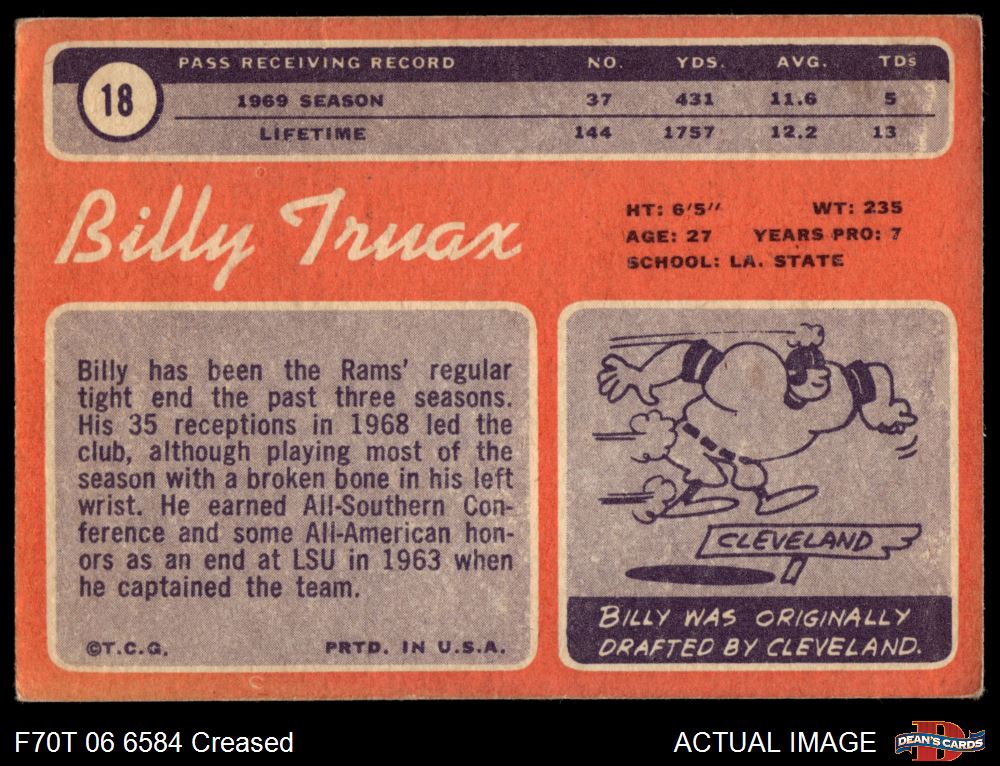 18
PASS RECEIVING RECORD NO. YDS. AVG. TDs
1969 SEASON 37 431 11.6 5
LIFETIME 144 1757 12.2 13
Billy Truax
HT: 6'5" WT: 235
AGE: 27 YEARS PRO: 7
SCHOOL: LA. STATE
Billy has been the Rams' regular
tight end the past three seasons.
His 35 receptions in 1968 led the
club, although playing most of the
season with a broken bone in his left
wrist. He earned All-Southern Con-
ference and some All-American hon-
ors as an end at LSU in 1963 when
he captained the team.
©T.C.G. PRTD. IN U.S.A.
CLEVELAND
BILLY WAS ORIGINALLY
DRAFTED BY CLEVELAND.
F70T 06 6584 Creased
ACTUAL IMAGE
D
DEAN'S CARDS